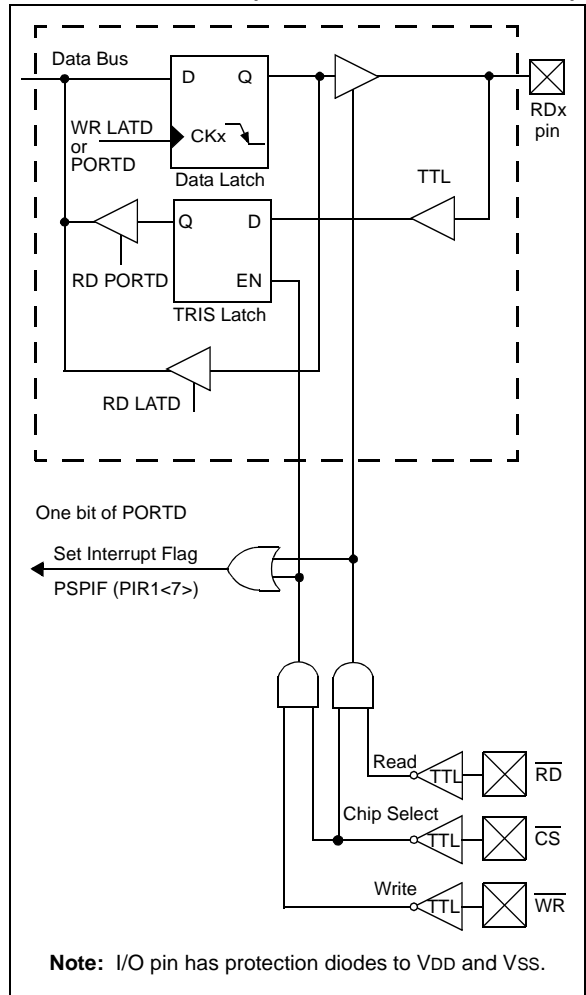 Data Bus
D Q
WR LATD
or
PORTD
CKx
Data Latch
RDx
pin
TTL
Q D
RD PORTD
EN
TRIS Latch
RD LATD
One bit of PORTD
Set Interrupt Flag
PSPIF (PIR1<7>)
Read
TTL
RD
Chip Select
TTL
CS
Write
TTL
WR
Note: I/O pin has protection diodes to VDD and VSS.